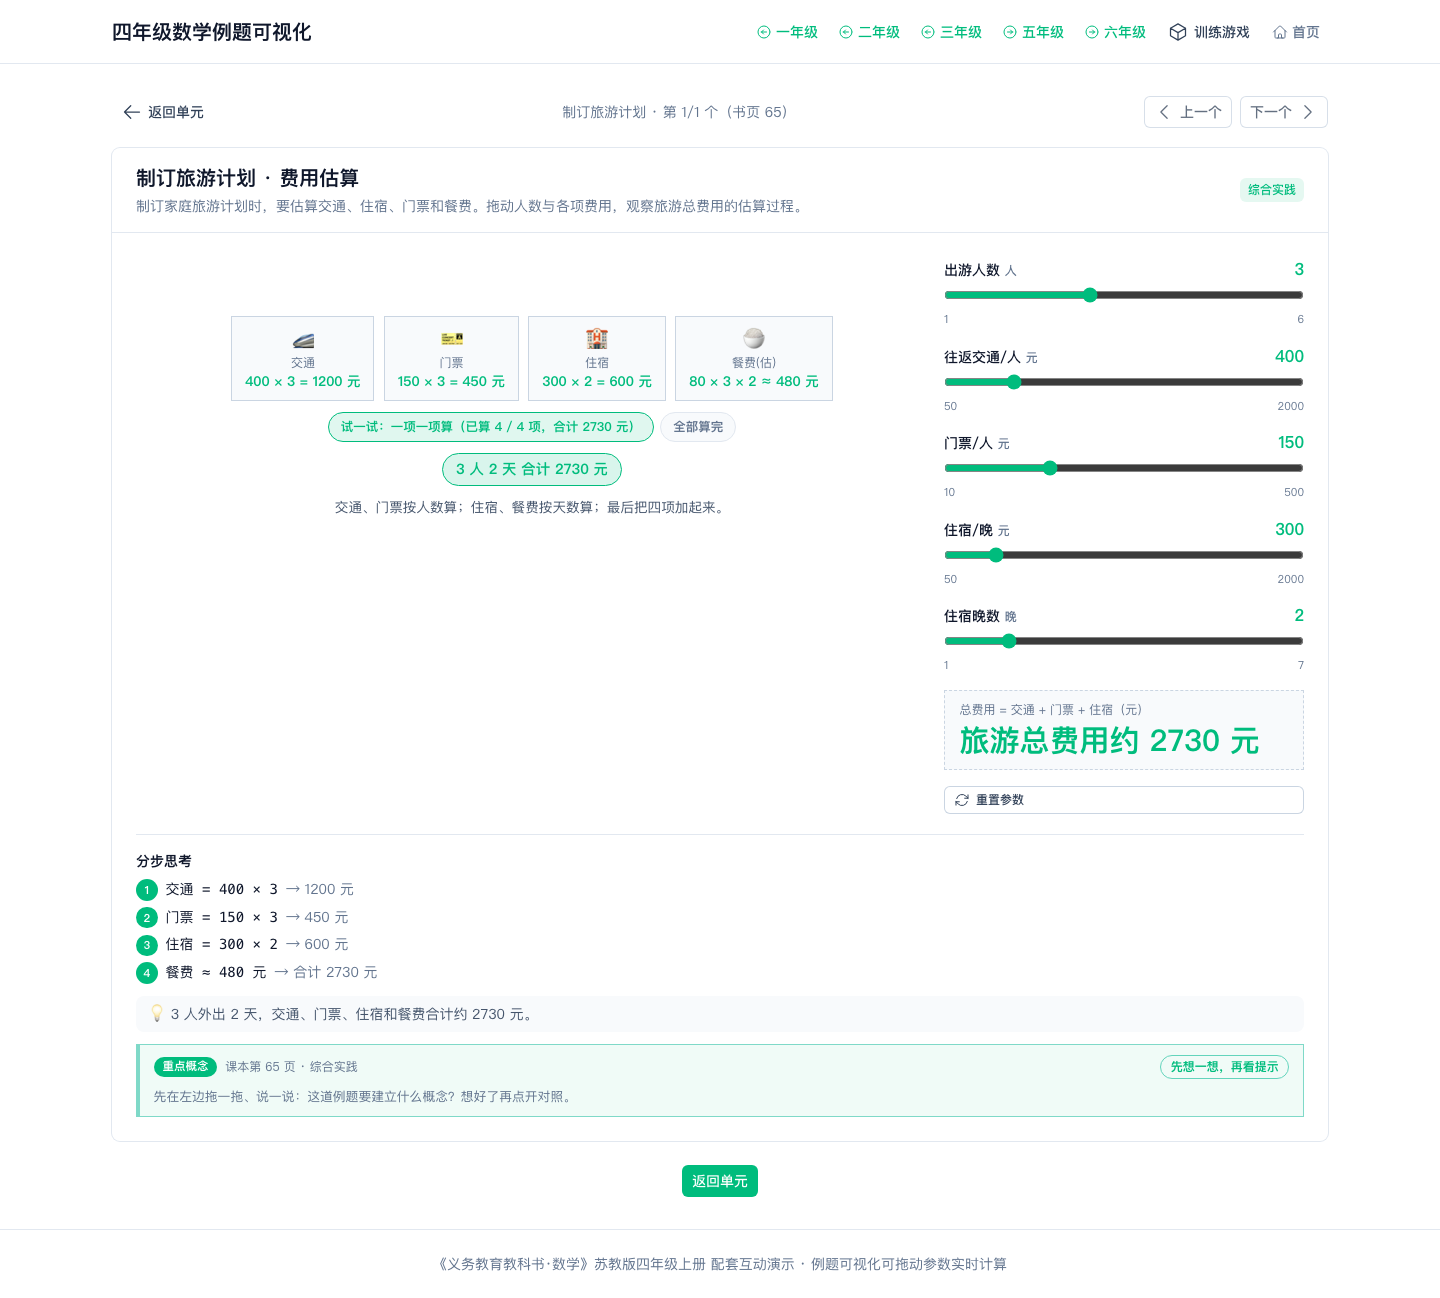 四年级数学例题可视化
一年级 二年级 三年级 五年级 六年级 训练游戏 首页
返回单元 制订旅游计划 · 第 1/1 个（书页 65） 上一个 下一个
制订旅游计划 · 费用估算
综合实践
制订家庭旅游计划时，要估算交通、住宿、门票和餐费。拖动人数与各项费用，观察旅游总费用的估算过程。
交通
400 × 3 = 1200 元
门票
150 × 3 = 450 元
住宿
300 × 2 = 600 元
餐费(估)
80 × 3 × 2 ≈ 480 元
试一试：一项一项算（已算 4 / 4 项，合计 2730 元） 全部算完
3 人 2 天 合计 2730 元
交通、门票按人数算；住宿、餐费按天数算；最后把四项加起来。
出游人数 人 3
1 6
往返交通/人 元 400
50 2000
门票/人 元 150
10 500
住宿/晚 元 300
50 2000
住宿晚数 晚 2
1 7
总费用 = 交通 + 门票 + 住宿（元）
旅游总费用约 2730 元
重置参数
分步思考
1 交通 = 400 × 3 → 1200 元
2 门票 = 150 × 3 → 450 元
3 住宿 = 300 × 2 → 600 元
4 餐费 ≈ 480 元 → 合计 2730 元
3 人外出 2 天，交通、门票、住宿和餐费合计约 2730 元。
重点概念 课本第 65 页 · 综合实践 先想一想，再看提示
先在左边拖一拖、说一说：这道例题要建立什么概念？想好了再点开对照。
返回单元
《义务教育教科书·数学》苏教版四年级上册 配套互动演示 · 例题可视化可拖动参数实时计算